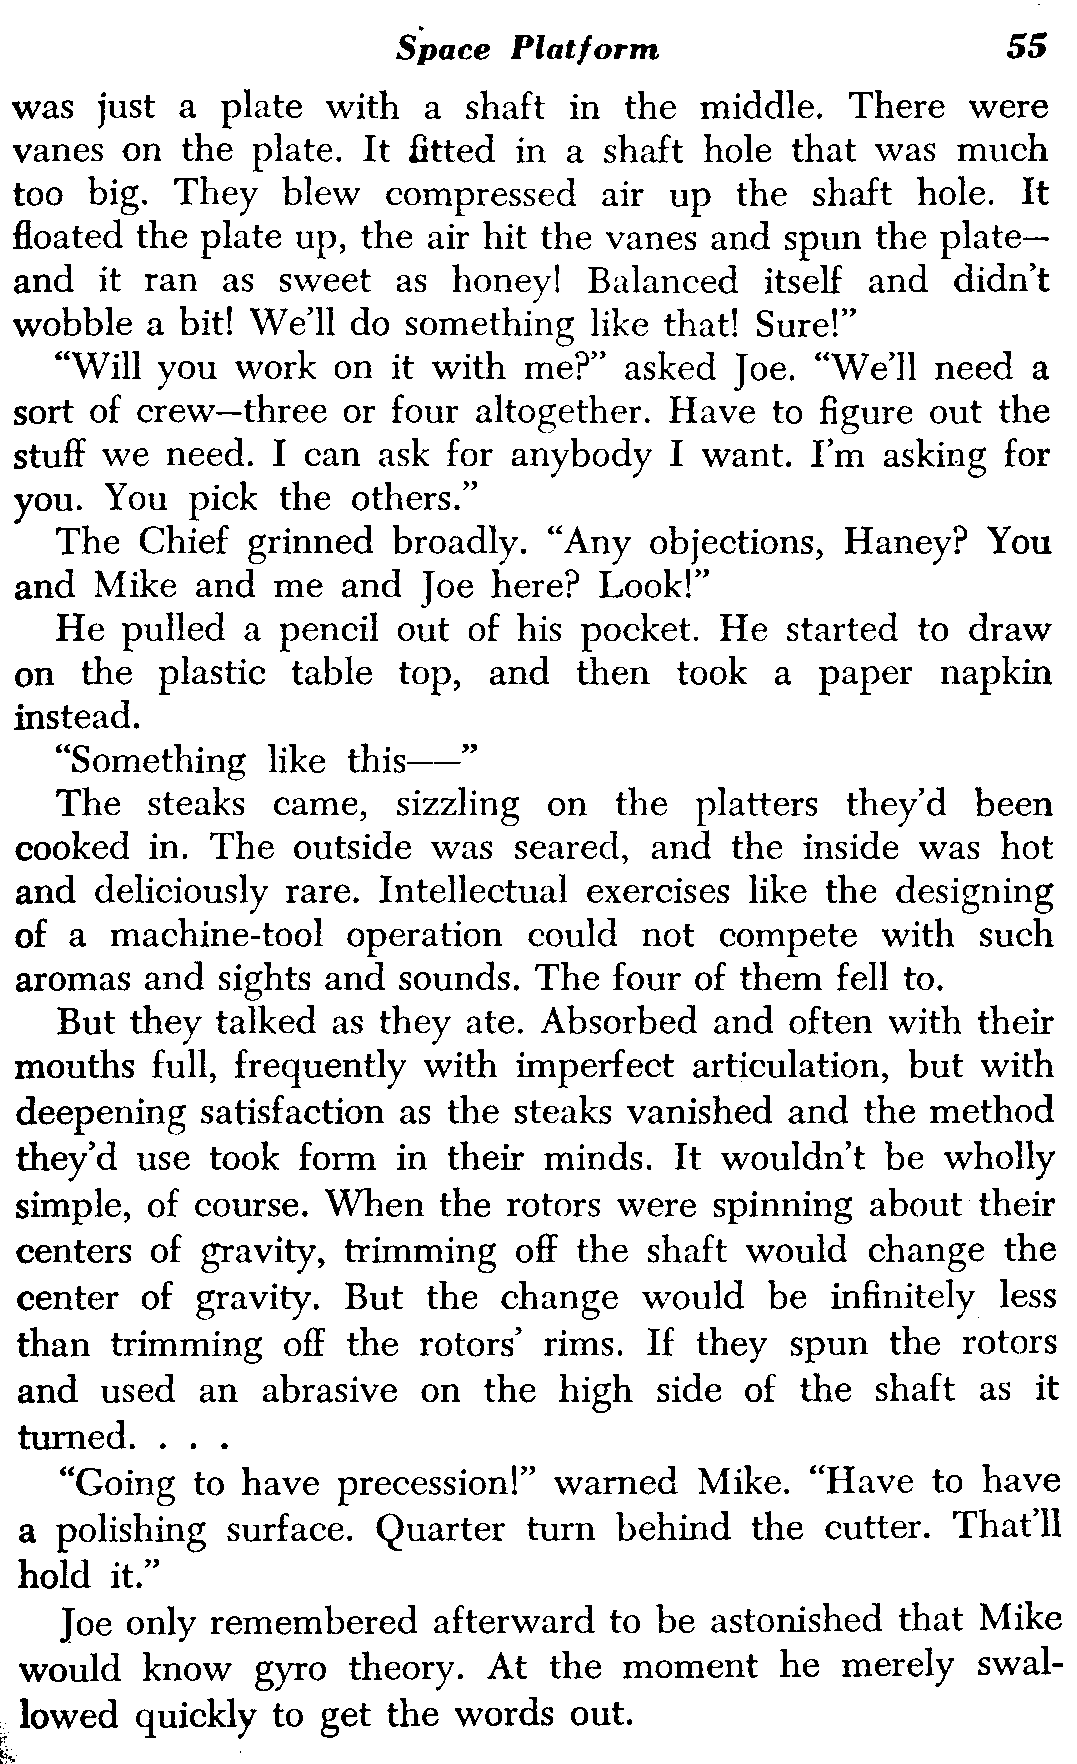 Space Platform 55
was just a plate with a shaft in the middle. There were
vanes on the plate. It fitted in a shaft hole that was much
too big. They blew compressed air up the shaft hole. It
floated the plate up, the air hit the vanes and spun the plate—
and it ran as sweet as honey! Balanced itself and didn't
wobble a bit! We'll do something like that! Sure!”
“Will you work on it with me?” asked Joe. “We'll need a
sort of crew—three or four altogether. Have to figure out the
stuff we need. I can ask for anybody I want. I'm asking for
you. You pick the others.”
The Chief grinned broadly. “Any objections, Haney? You
and Mike and me and Joe here? Look!”
He pulled a pencil out of his pocket. He started to draw
on the plastic table top, and then took a paper napkin
instead.
“Something like this——”
The steaks came, sizzling on the platters they'd been
cooked in. The outside was seared, and the inside was hot
and deliciously rare. Intellectual exercises like the designing
of a machine-tool operation could not compete with such
aromas and sights and sounds. The four of them fell to.
But they talked as they ate. Absorbed and often with their
mouths full, frequently with imperfect articulation, but with
deepening satisfaction as the steaks vanished and the method
they'd use took form in their minds. It wouldn't be wholly
simple, of course. When the rotors were spinning about their
centers of gravity, trimming off the shaft would change the
center of gravity. But the change would be infinitely less
than trimming off the rotors' rims. If they spun the rotors
and used an abrasive on the high side of the shaft as it
turned. . . .
“Going to have precession!” warned Mike. “Have to have
a polishing surface. Quarter turn behind the cutter. That'll
hold it.”
Joe only remembered afterward to be astonished that Mike
would know gyro theory. At the moment he merely swal-
lowed quickly to get the words out.